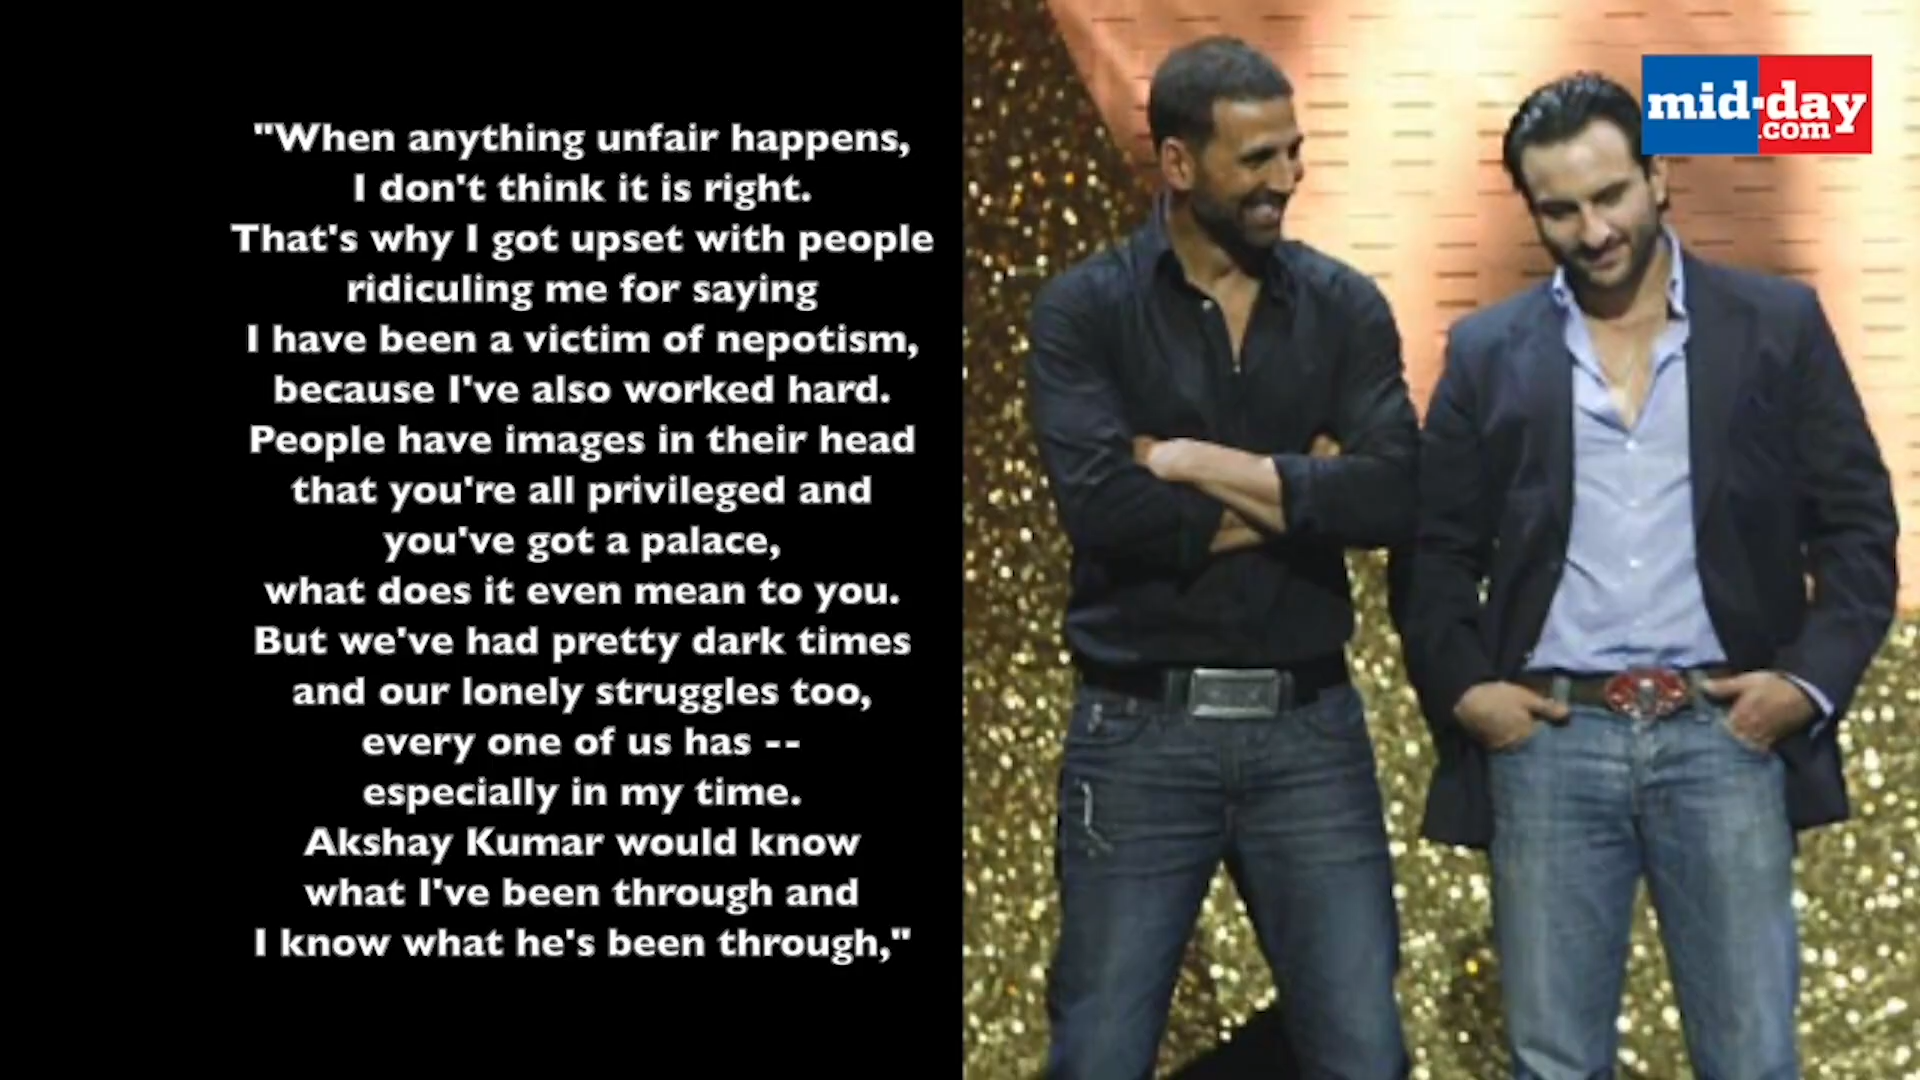 "When anything unfair happens,
I don't think it is right.
That's why I got upset with people
ridiculing me for saying
I have been a victim of nepotism,
because I've also worked hard.
People have images in their head
that you're all privileged and
you've got a palace,
what does it even mean to you.
But we've had pretty dark times
and our lonely struggles too,
every one of us has --
especially in my time.
Akshay Kumar would know
what I've been through and
I know what he's been through,"
mid-day
.com